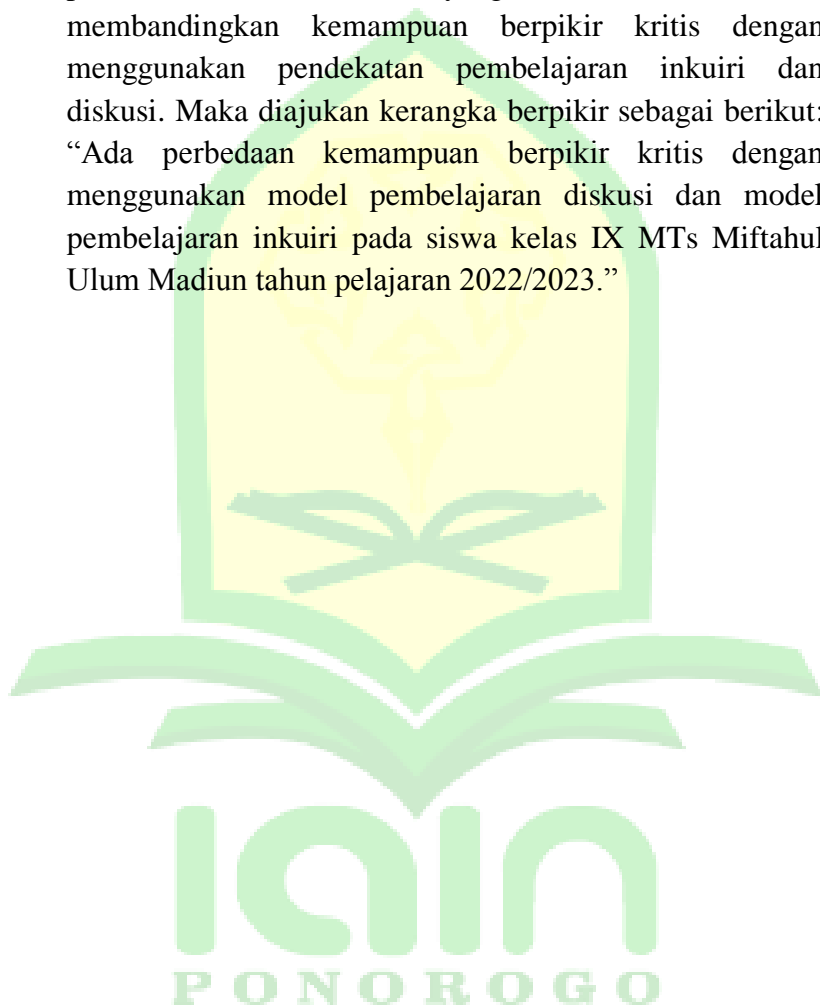 membandingkan kemampuan berpikir kritis dengan
menggunakan pendekatan pembelajaran inkuiri dan
diskusi. Maka diajukan kerangka berpikir sebagai berikut:
“Ada perbedaan kemampuan berpikir kritis dengan
menggunakan model pembelajaran diskusi dan model
pembelajaran inkuiri pada siswa kelas IX MTs Miftahul
Ulum Madiun tahun pelajaran 2022/2023.”
iain
PONOROGO